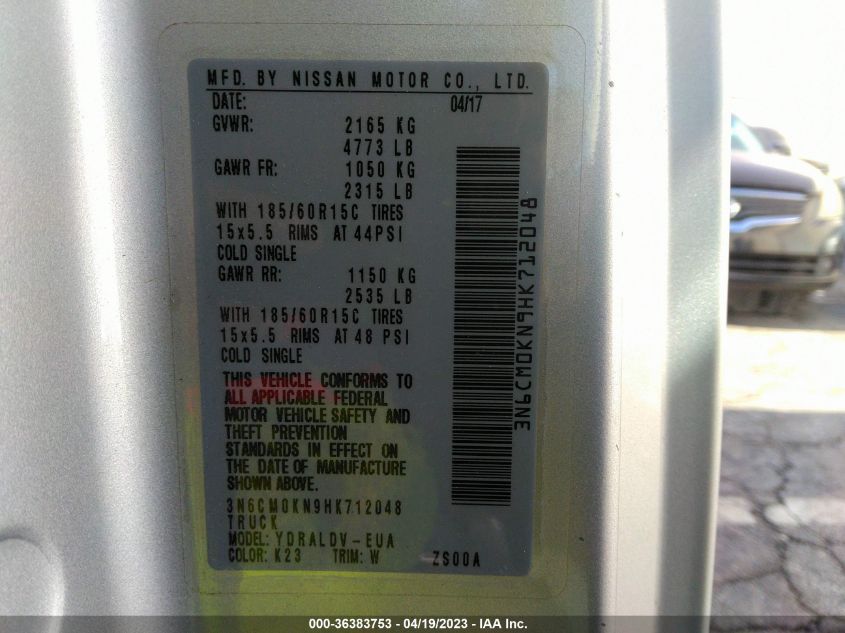 MFD. BY NISSAN MOTOR CO., LTD.
DATE: 04/17
GVWR: 2165 KG
4773 LB
GAWR FR: 1050 KG
2315 LB
WITH 185/60R15C TIRES
15x5.5 RIMS AT 44PSI
COLD SINGLE
GAWR RR: 1150 KG
2535 LB
WITH 185/60R15C TIRES
15x5.5 RIMS AT 48 PSI
COLD SINGLE
THIS VEHICLE CONFORMS TO
ALL APPLICABLE FEDERAL
MOTOR VEHICLE SAFETY AND
THEFT PREVENTION
STANDARDS IN EFFECT ON
THE DATE OF MANUFACTURE
SHOWN ABOVE.
3N6CM0KN9HK712048
TRUCK
MODEL: YDRALDV-EUA
COLOR: K23 TRIM: W ZS00A
3N6CM0KN9HK712048
000-36383753 - 04/19/2023 - IAA Inc.